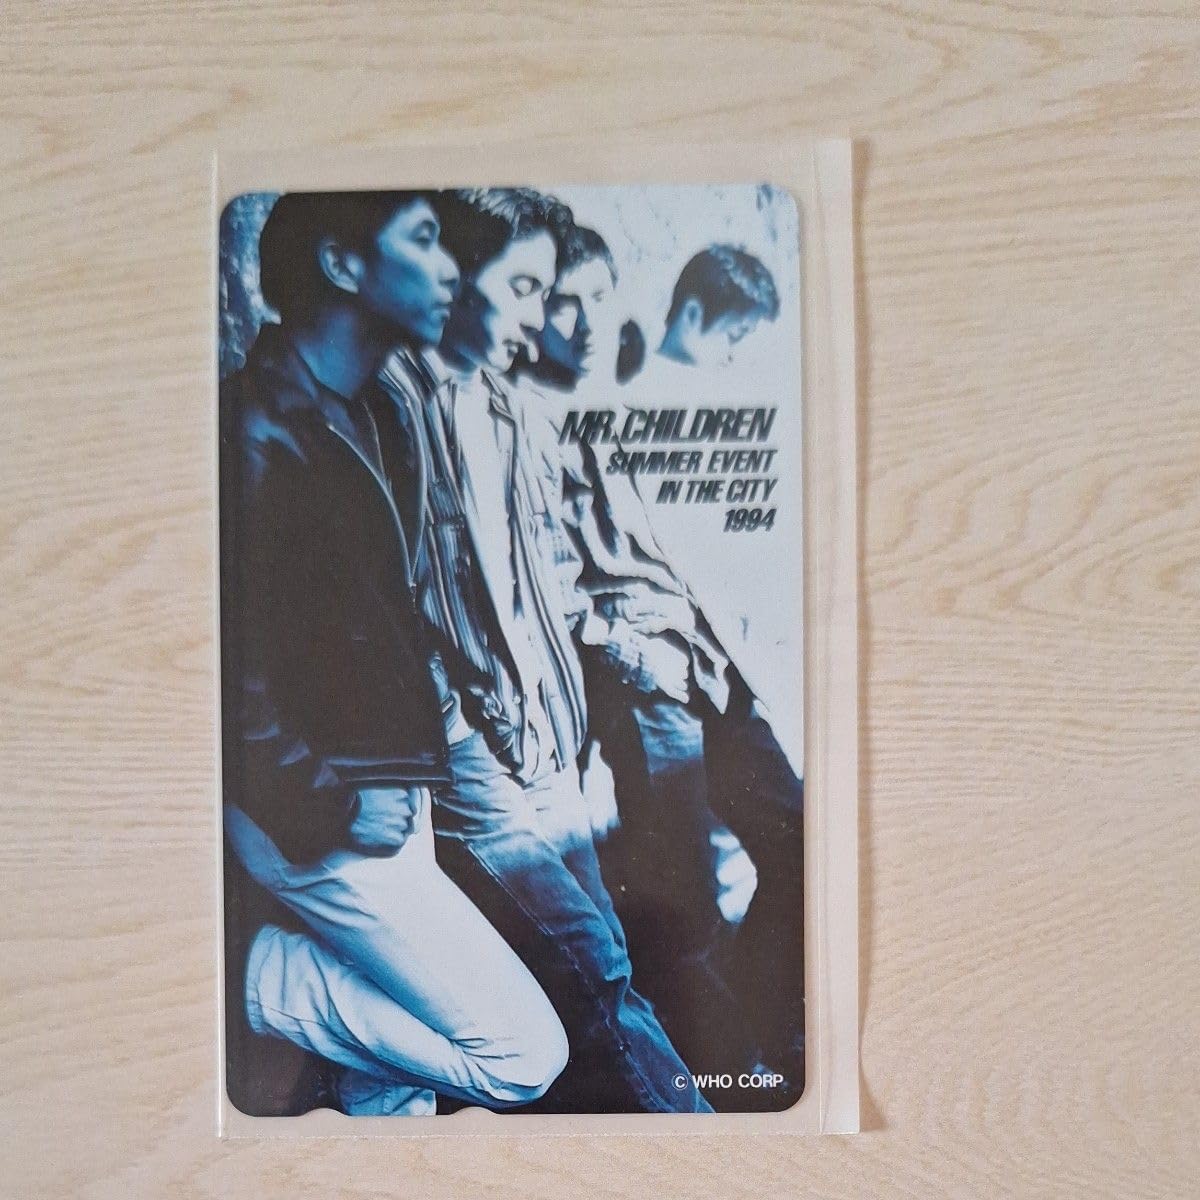 MR.CHILDREN
SUMMER EVENT
IN THE CITY
1994
© WHO CORP